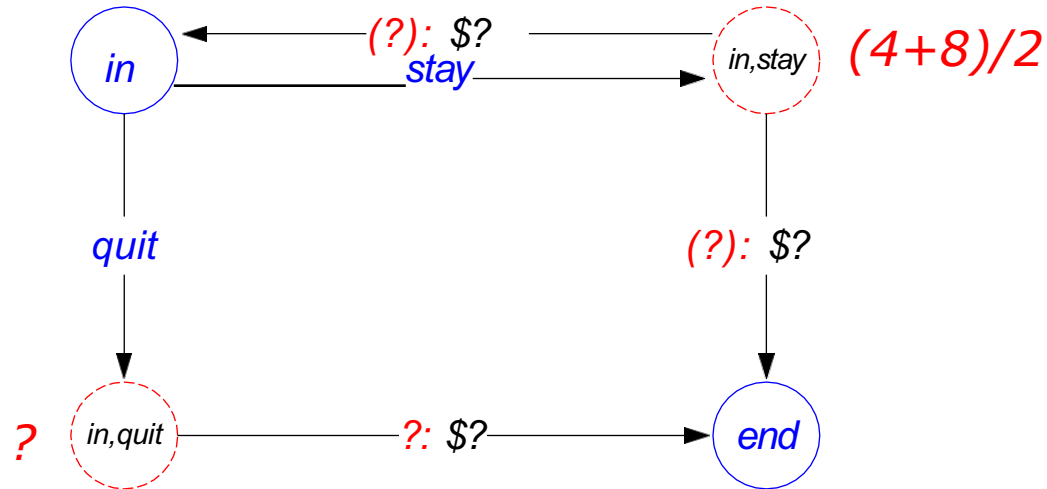 (?): $?
in
stay
in,stay
(4+8)/2
quit
(?): $?
?
in,quit
?: $?
end